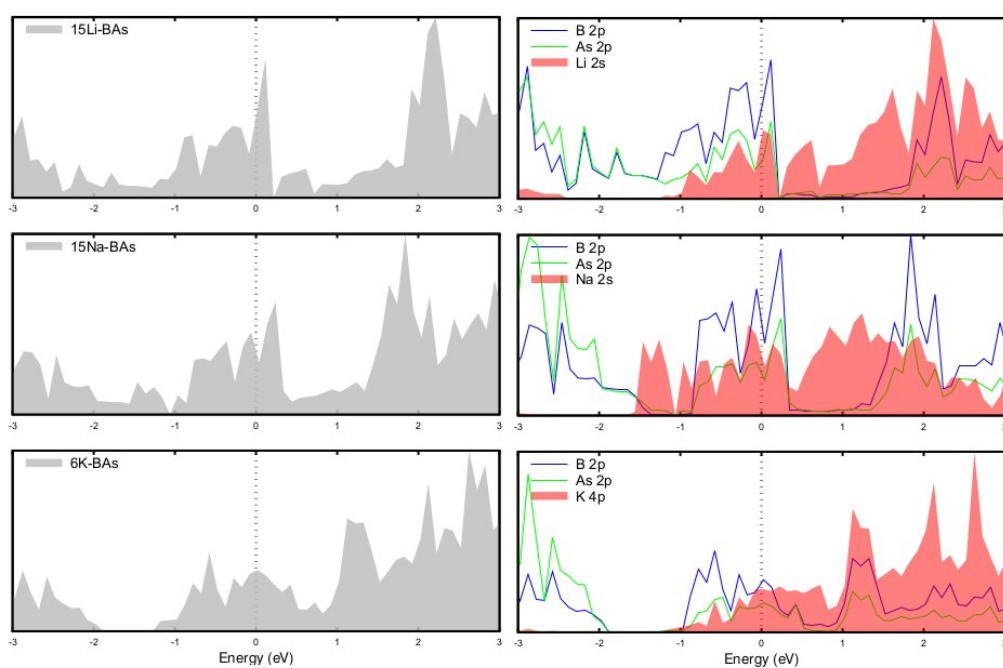 15Li-BAs
-3 -2 -1 0 1 2 3
B 2p
As 2p
Li 2s
-3 -2 -1 0 1 2 3
15Na-BAs
-3 -2 -1 0 1 2 3
B 2p
As 2p
Na 2s
-3 -2 -1 0 1 2 3
6K-BAs
-3 -2 -1 0 1 2 3
Energy (eV)
B 2p
As 2p
K 4p
-3 -2 -1 0 1 2 3
Energy (eV)